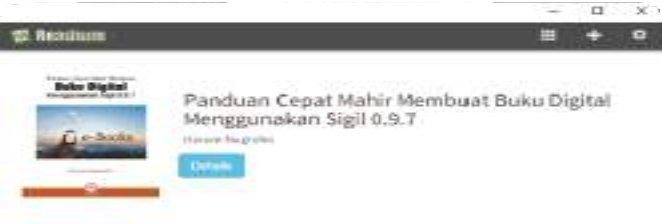 Readium
Buku Digital
e-Books
Panduan Cepat Mahir Membuat Buku Digital
Menggunakan Sigil 0.9.7
Details